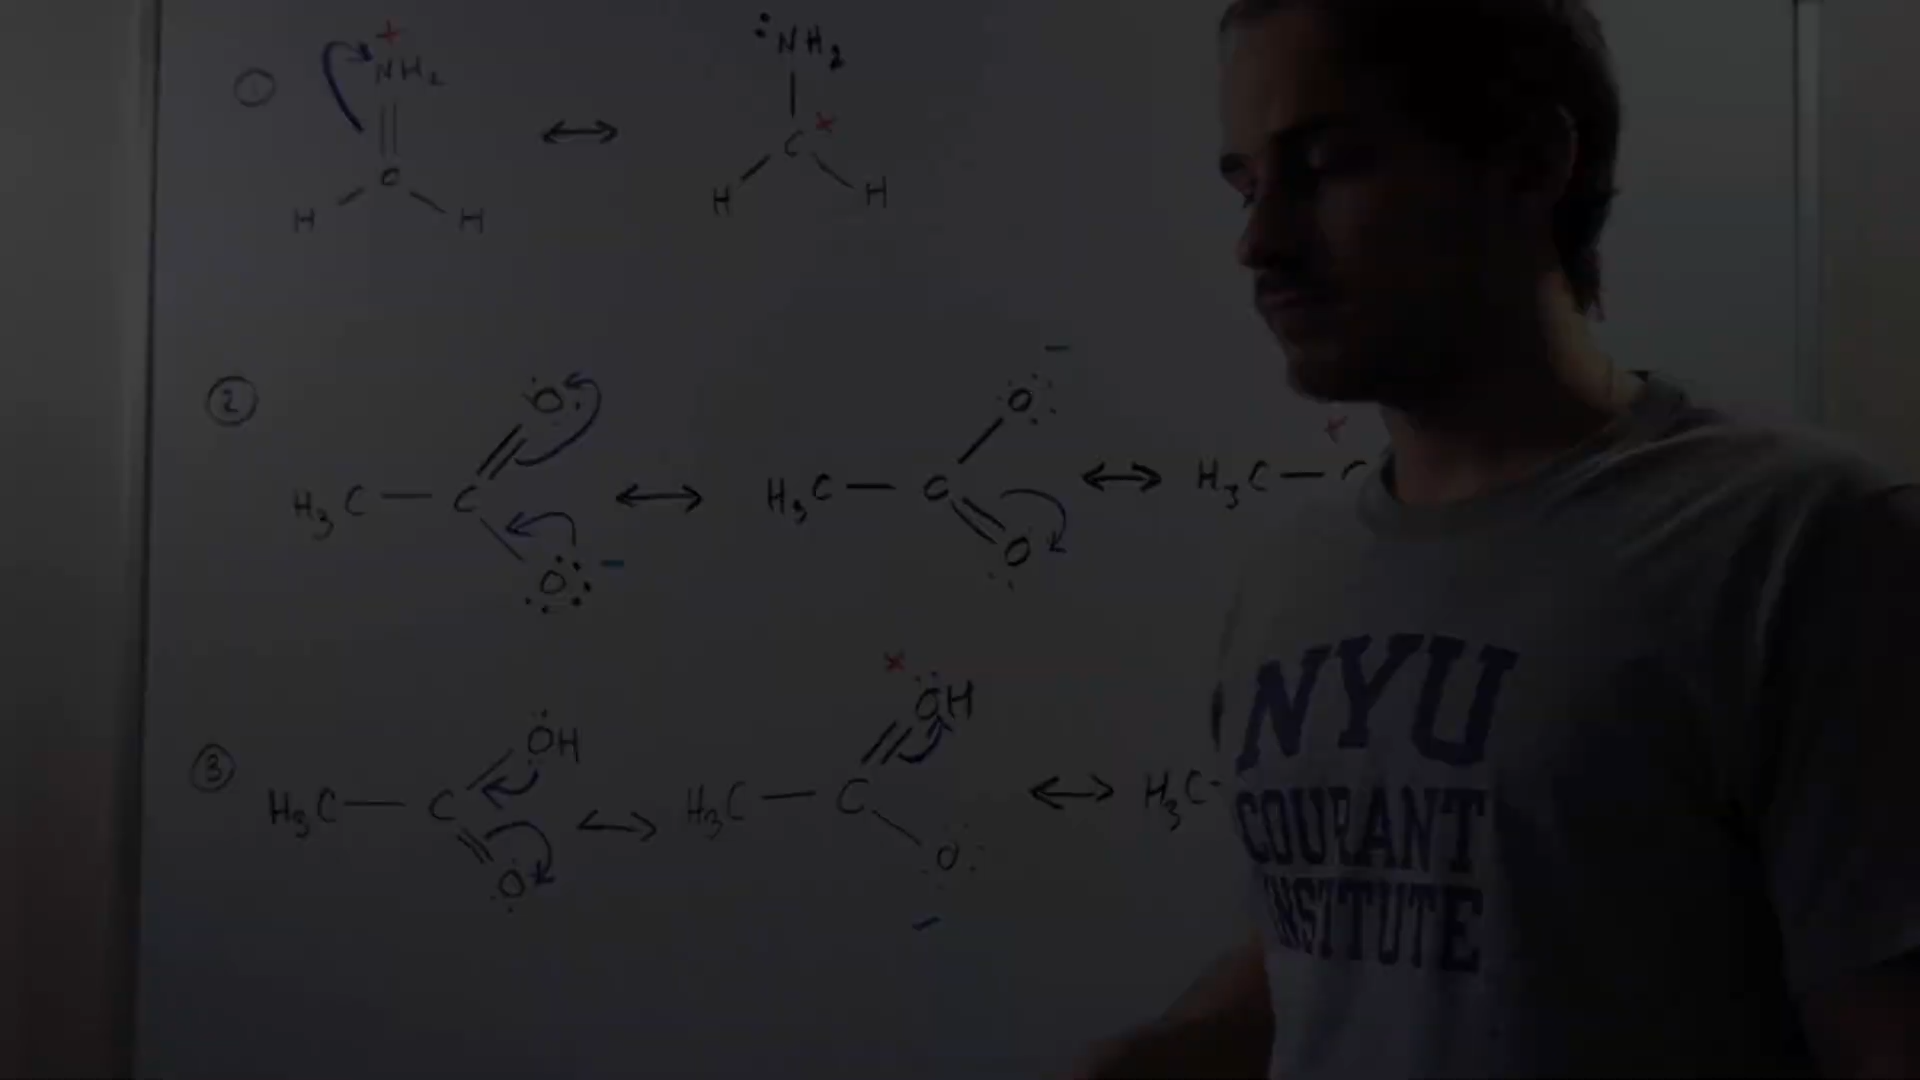 ①
+
NH2
C
H H
:NH2
+
C
H H
②
H3C — C
O:
O −
↔
H3C — C
O −
O
↔
+
H3C —
③
H3C — C
OH
O
↔
H3C — C
+
OH
O:
−
↔
H3C -
NYU
COURANT
INSTITUTE